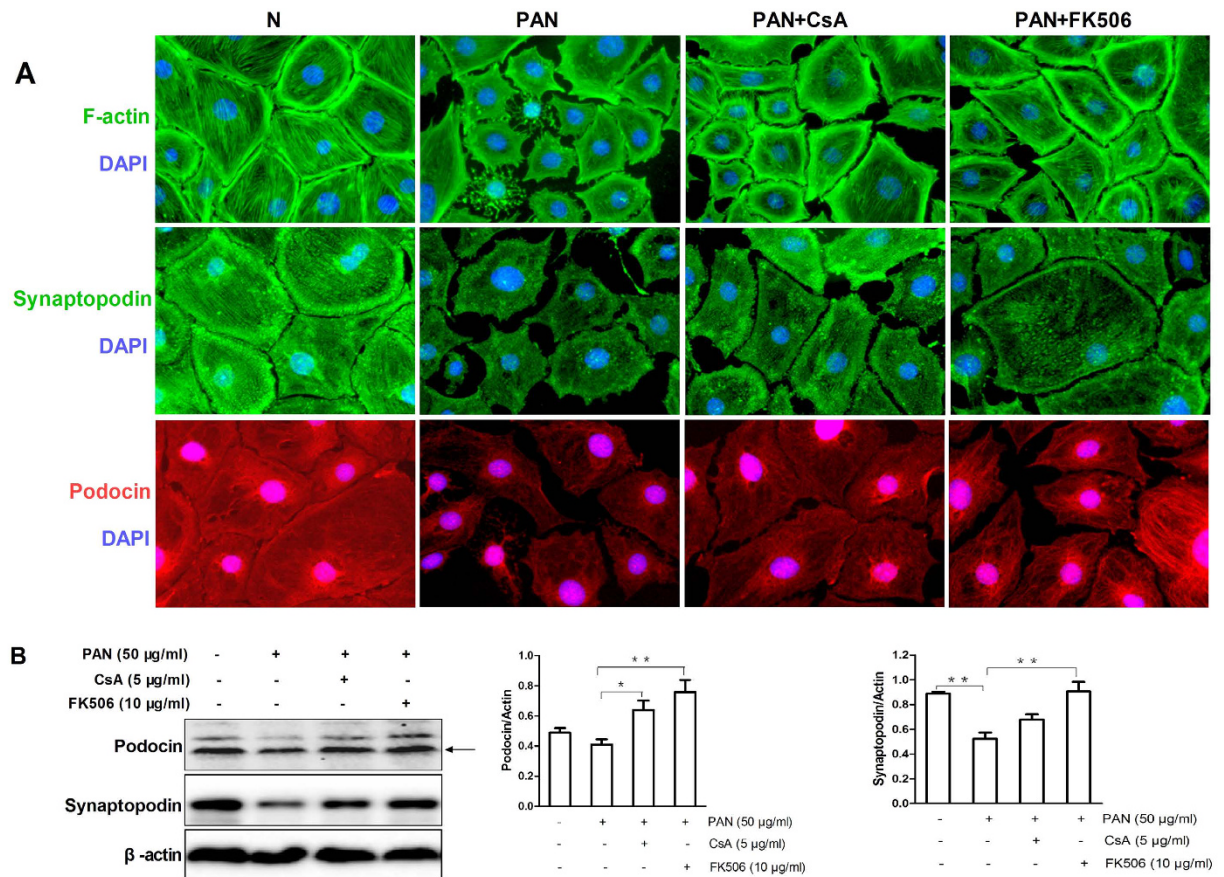 N PAN PAN+CsA PAN+FK506
A
F-actin
DAPI
Synaptopodin
DAPI
Podocin
DAPI
B
PAN (50 µg/ml) - + + +
CsA (5 µg/ml) - - + -
FK506 (10 µg/ml) - - - +
Podocin
Synaptopodin
β -actin
Podocin/Actin
1.0
0.8
0.6
0.4
0.2
0.0
* *
*
- + + + PAN (50 µg/ml)
- - + - CsA (5 µg/ml)
- - - + FK506 (10 µg/ml)
Synaptopodin/Actin
1.2
1.0
0.8
0.6
0.4
0.2
0.0
* *
* *
- + + + PAN (50 µg/ml)
- - + - CsA (5 µg/ml)
- - - + FK506 (10 µg/ml)